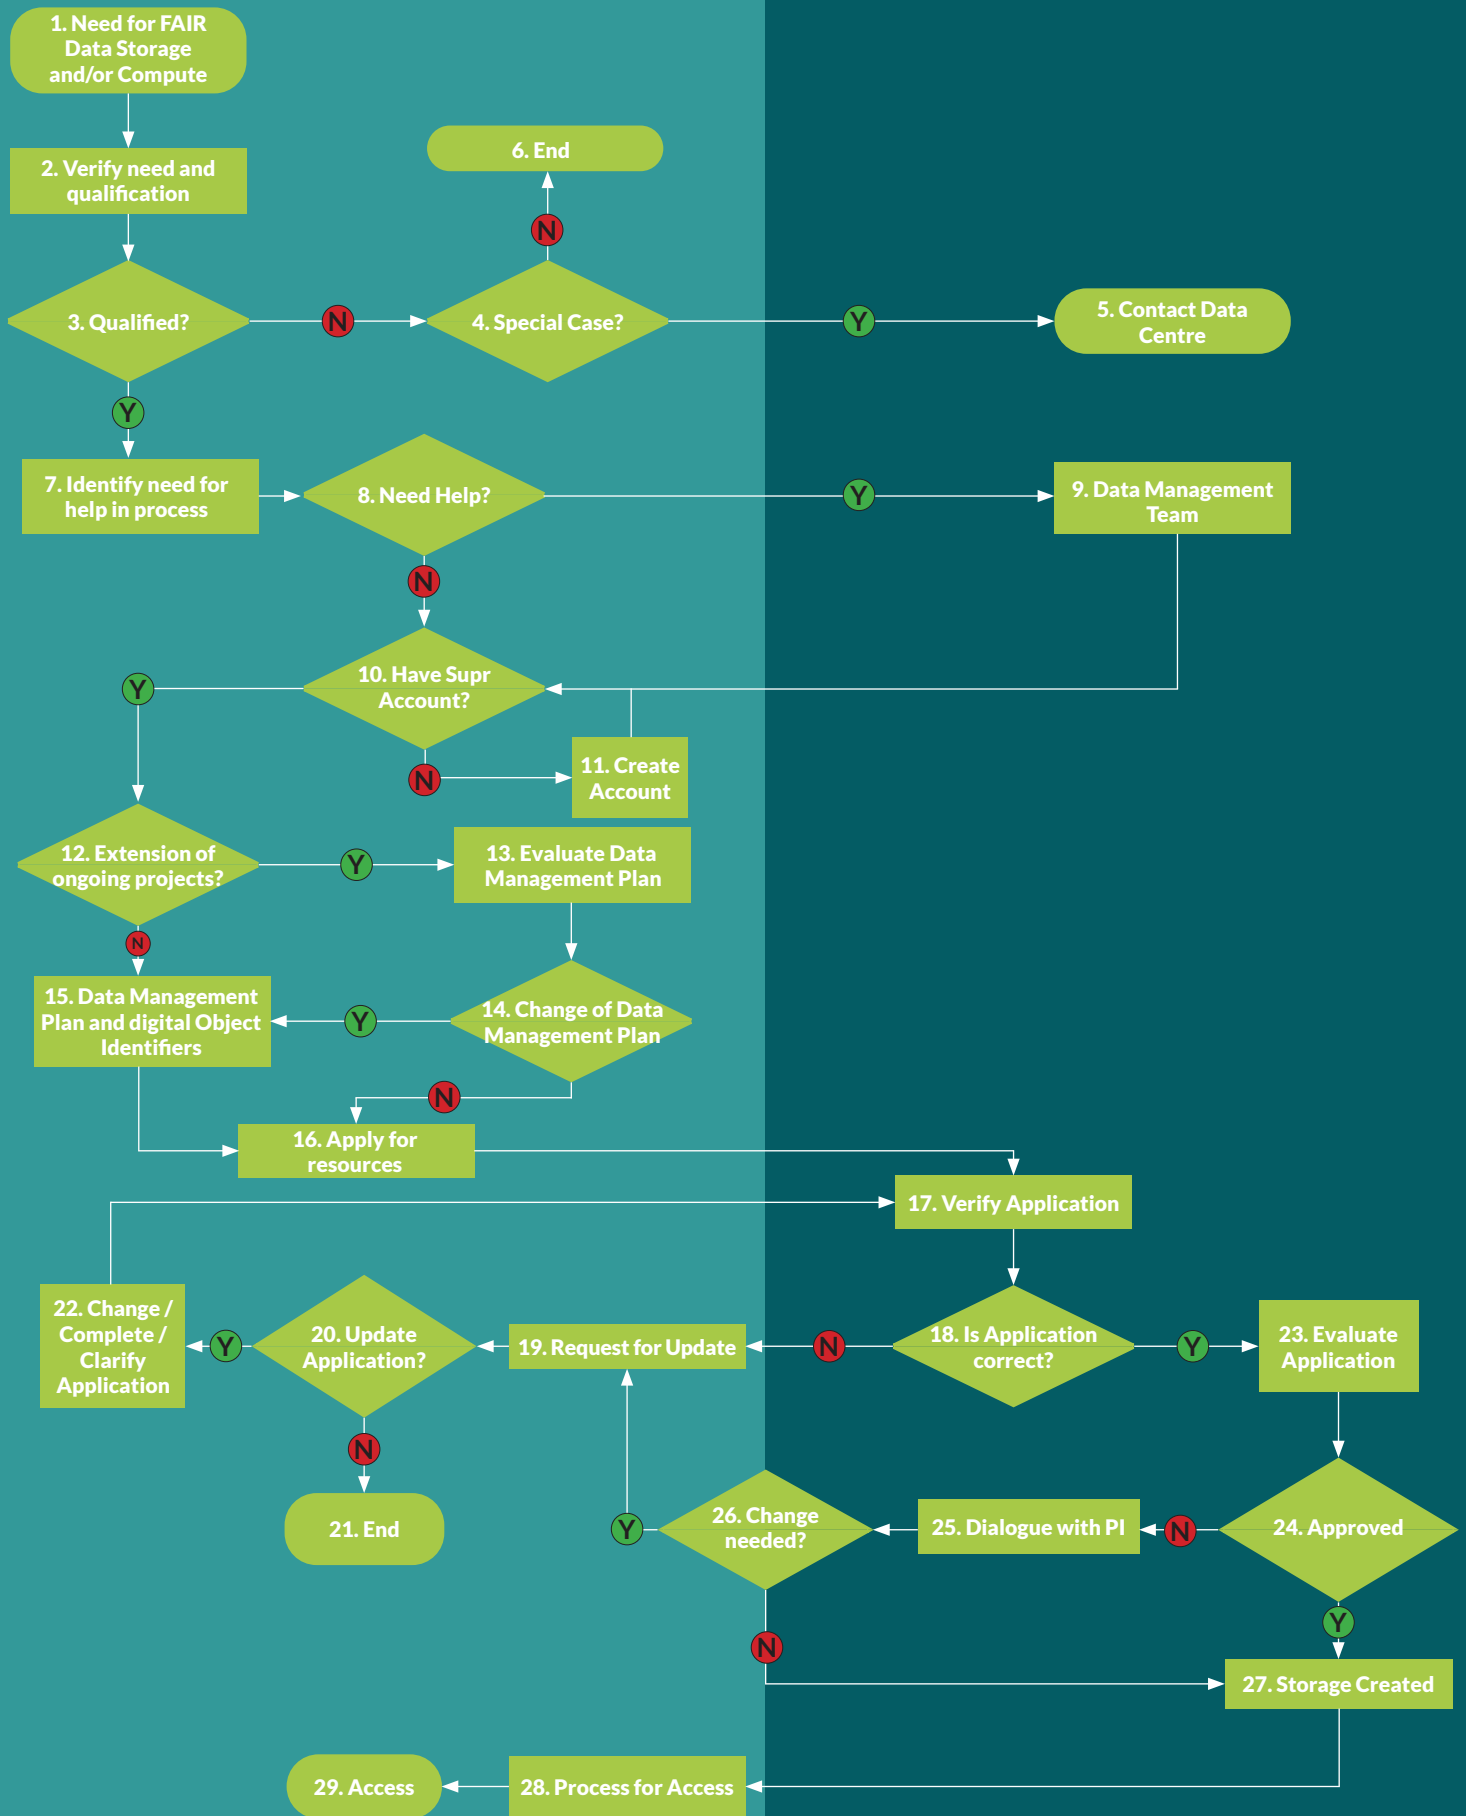 1. Need for FAIR
Data Storage
and/or Compute
2. Verify need and
qualification
6. End
N
3. Qualified?
N
4. Special Case?
Y
5. Contact Data
Centre
Y
7. Identify need for
help in process
8. Need Help?
Y
9. Data Management
Team
N
10. Have Supr
Account?
Y
N
11. Create
Account
12. Extension of
ongoing projects?
Y
13. Evaluate Data
Management Plan
N
15. Data Management
Plan and digital Object
Identifiers
Y
14. Change of Data
Management Plan
N
16. Apply for
resources
17. Verify Application
22. Change /
Complete /
Clarify
Application
Y
20. Update
Application?
19. Request for Update
N
18. Is Application
correct?
Y
23. Evaluate
Application
N
21. End
Y
26. Change
needed?
25. Dialogue with PI
N
24. Approved
Y
N
27. Storage Created
29. Access
28. Process for Access